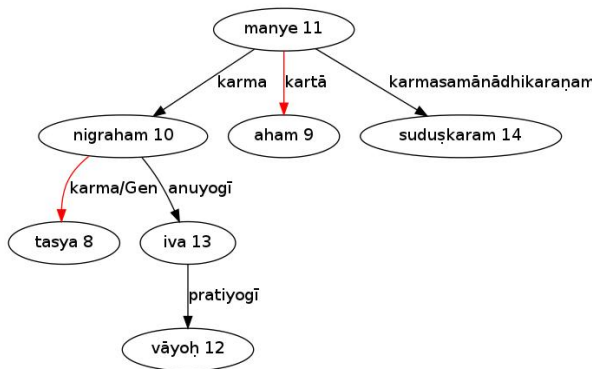 manye 11
karma kartā karmasamānādhikaraṇam
nigraham 10 aham 9 suduṣkaram 14
karma/Gen anuyogī
tasya 8 iva 13
pratiyogī
vāyoḥ 12